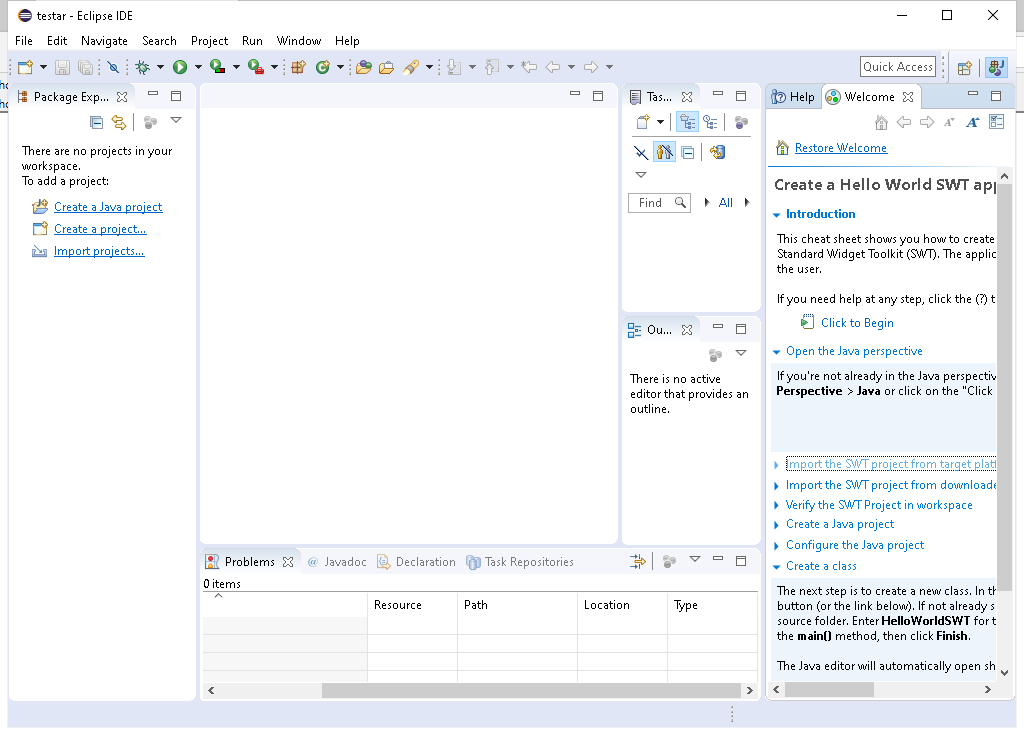 testar - Eclipse IDE
File Edit Navigate Search Project Run Window Help
Quick Access
Package Exp...
There are no projects in your
workspace.
To add a project:
Create a Java project
Create a project...
Import projects...
Tas...
Find
All
Ou...
There is no active
editor that provides an
outline.
Problems @ Javadoc Declaration Task Repositories
0 items
Resource Path Location Type
Help Welcome
Restore Welcome
Create a Hello World SWT app
Introduction
This cheat sheet shows you how to create
Standard Widget Toolkit (SWT). The applic
the user.
If you need help at any step, click the (?) t
Click to Begin
Open the Java perspective
If you're not already in the Java perspectiv
Perspective > Java or click on the "Click
Import the SWT project from target platf
Import the SWT project from downloade
Verify the SWT Project in workspace
Create a Java project
Configure the Java project
Create a class
The next step is to create a new class. In th
button (or the link below). If not already s
source folder. Enter HelloWorldSWT for t
the main() method, then click Finish.
The Java editor will automatically open sh